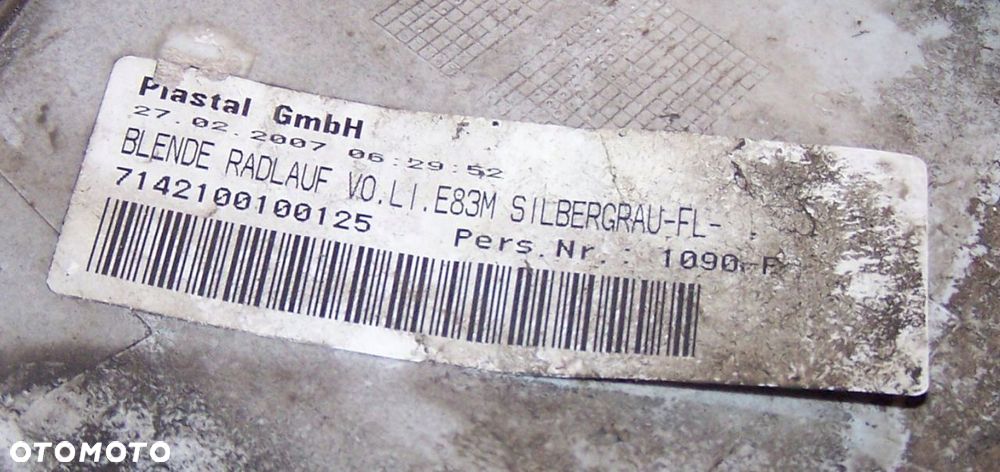 Plastal GmbH
27.02.2007 06:29:52
BLENDE RADLAUF VO.LI.E83M SILBERGRAU-FL-
7142100100125
Pers.Nr. : 1090-F
OTOMOTO